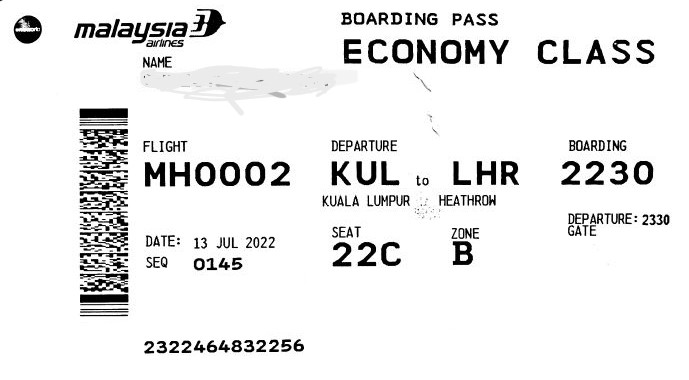 oneworld
malaysia
airlines
BOARDING PASS
ECONOMY CLASS
NAME
FLIGHT
MH0002
DEPARTURE
KUL to LHR
KUALA LUMPUR HEATHROW
BOARDING
2230
DEPARTURE: 2330
GATE
DATE: 13 JUL 2022
SEQ 0145
SEAT
22C
ZONE
B
2322464832256